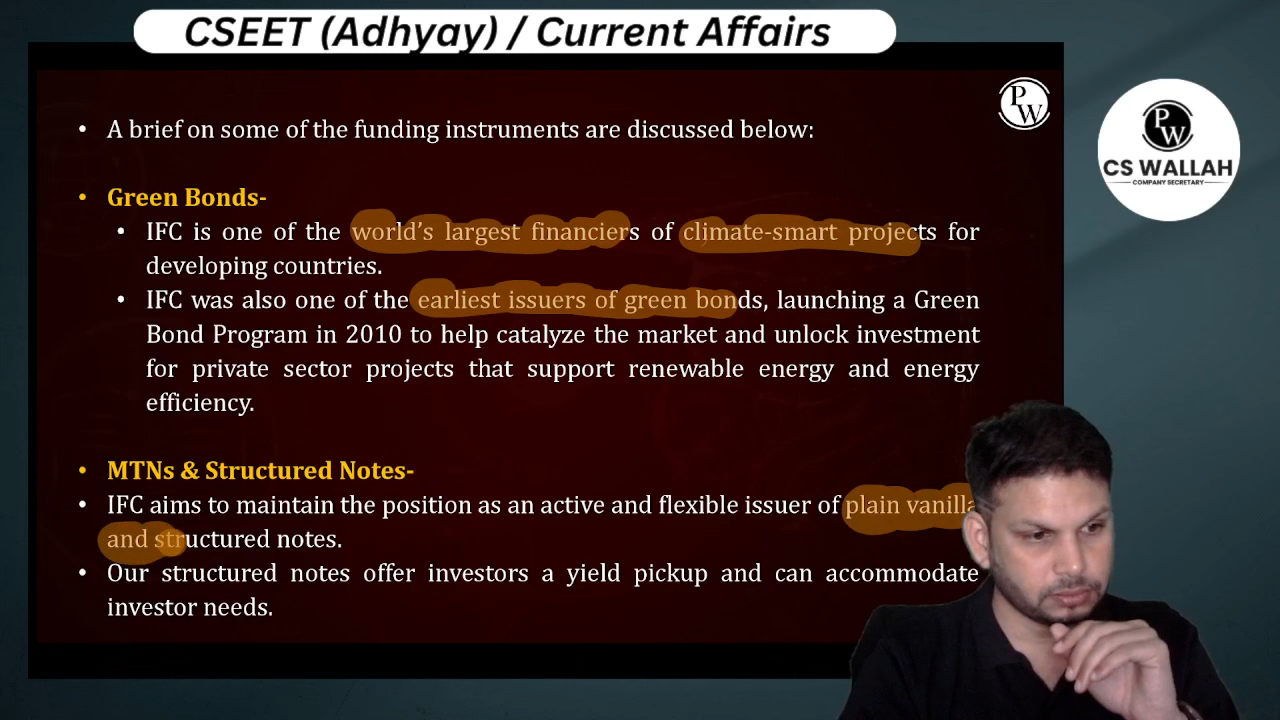 CSEET (Adhyay) / Current Affairs
PW
PW
CS WALLAH
COMPANY SECRETARY
• A brief on some of the funding instruments are discussed below:
• Green Bonds-
• IFC is one of the world's largest financiers of climate-smart projects for
developing countries.
• IFC was also one of the earliest issuers of green bonds, launching a Green
Bond Program in 2010 to help catalyze the market and unlock investment
for private sector projects that support renewable energy and energy
efficiency.
• MTNs & Structured Notes-
• IFC aims to maintain the position as an active and flexible issuer of plain vanilla
and structured notes.
• Our structured notes offer investors a yield pickup and can accommodate
investor needs.